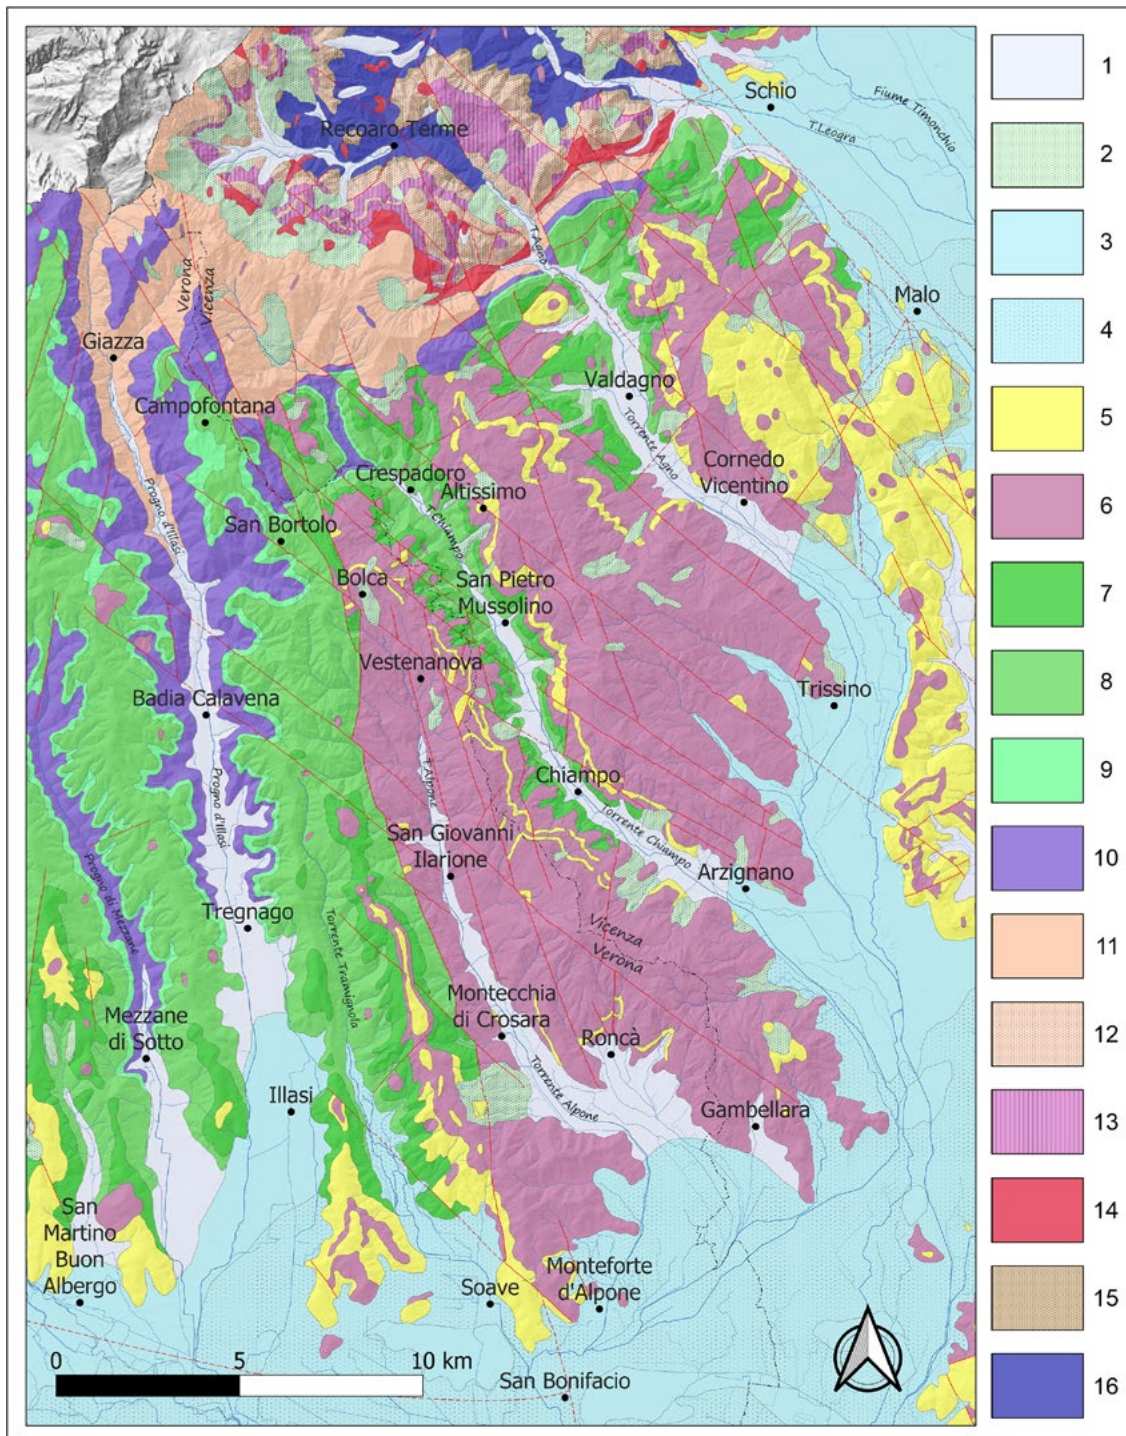 1
Schio
Fiume Timonchio
T.Leogra
Recoaro Terme
2
3
T.Agno
Verona
Vicenza
Malo
4
Giazza
Valdagno
Campofontana
5
Torrente Agno
Cornedo
Vicentino
Crespadoro
Altissimo
6
Progno d'Illasi
T.Chiampo
San Bortolo
Bolca
San Pietro
Mussolino
7
Vestenanova
8
Badia Calavena
Trissino
T.Alpone
Progno d'Illasi
Chiampo
9
Torrente Chiampo
San Giovanni
Ilarione
Arzignano
10
Progno di Mezzane
Tregnago
Vicenza
Verona
Torrente Tramignola
11
Montecchia
di Crosara
Mezzane
di Sotto
Roncà
12
Illasi
Torrente Alpone
Gambellara
13
San
Martino
Buon
Albergo
14
Soave
Monteforte
d'Alpone
15
0 5 10 km
San Bonifacio
16